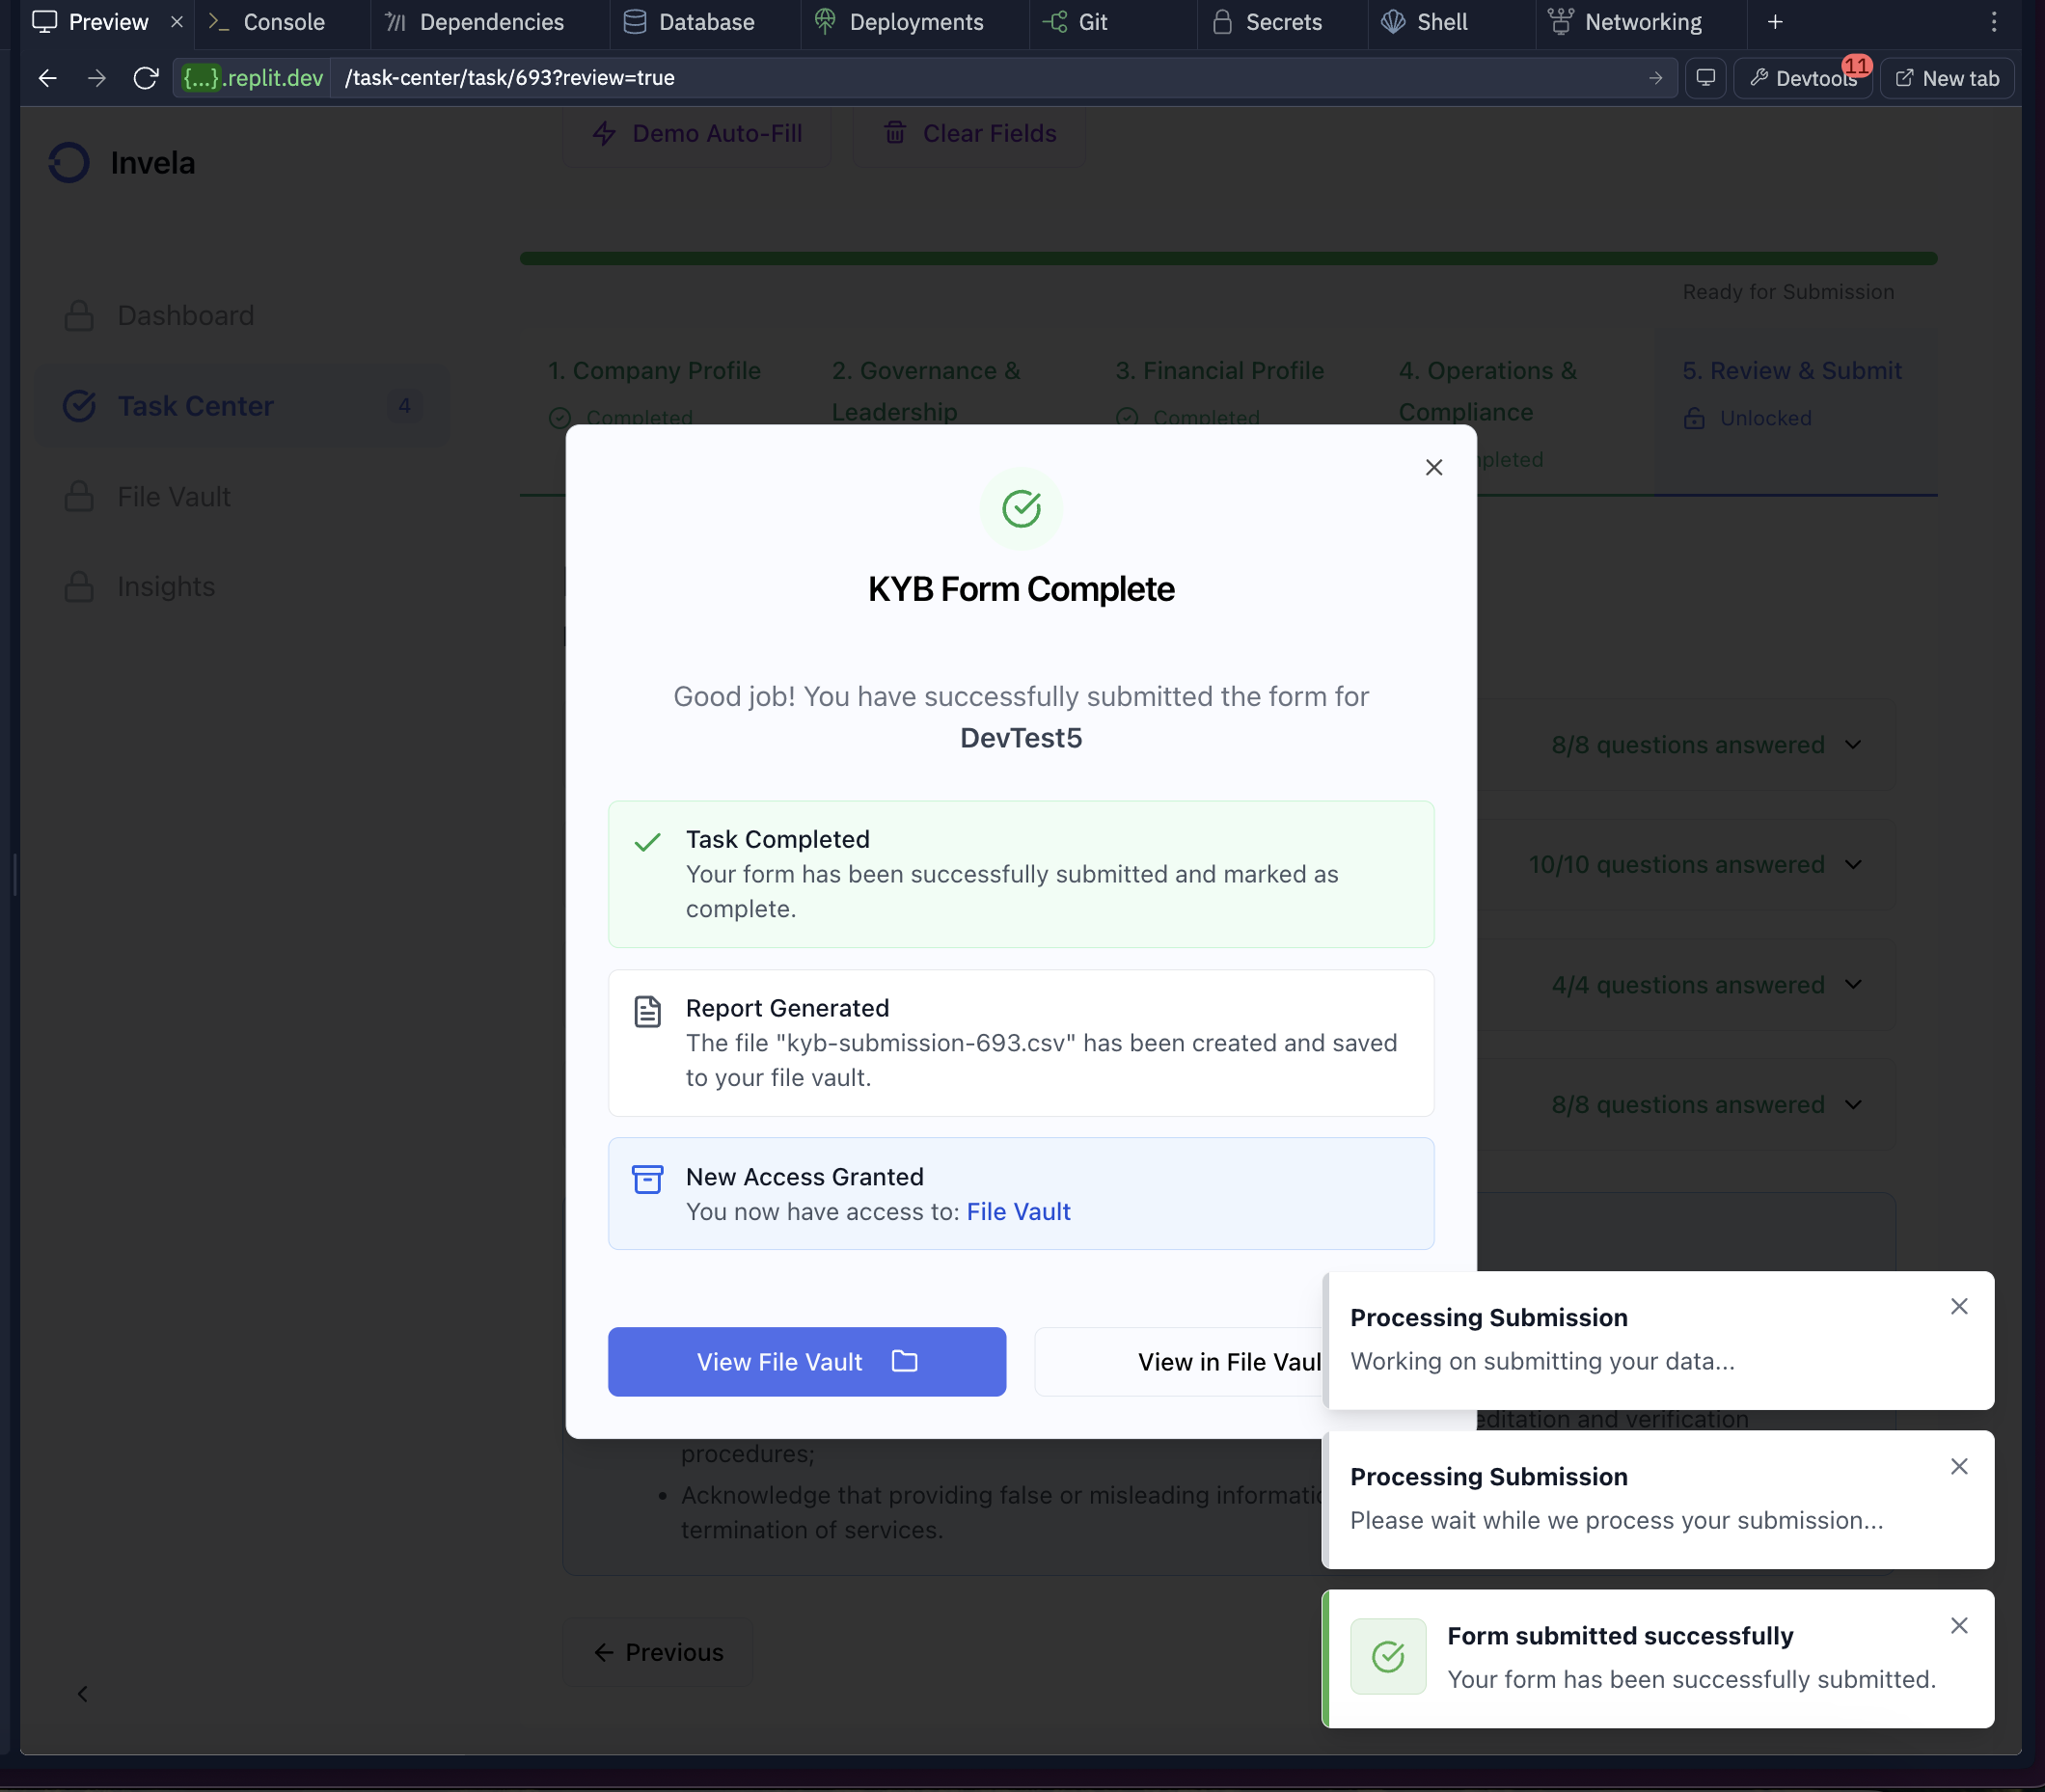 Preview
Console
Dependencies
Database
Deployments
Git
Secrets
Shell
Networking
{...}.replit.dev
/task-center/task/693?review=true
Devtools
11
New tab
Invela
Demo Auto-Fill
Clear Fields
Ready for Submission
Dashboard
Task Center
4
File Vault
Insights
1. Company Profile
Completed
2. Governance &
Leadership
3. Financial Profile
Completed
4. Operations &
Compliance
pleted
5. Review & Submit
Unlocked
KYB Form Complete
Good job! You have successfully submitted the form for
DevTest5
Task Completed
Your form has been successfully submitted and marked as
complete.
Report Generated
The file "kyb-submission-693.csv" has been created and saved
to your file vault.
New Access Granted
You now have access to: File Vault
View File Vault
View in File Vaul
8/8 questions answered
10/10 questions answered
4/4 questions answered
8/8 questions answered
editation and verification
procedures;
• Acknowledge that providing false or misleading informatio
termination of services.
Previous
Processing Submission
Working on submitting your data...
Processing Submission
Please wait while we process your submission...
Form submitted successfully
Your form has been successfully submitted.